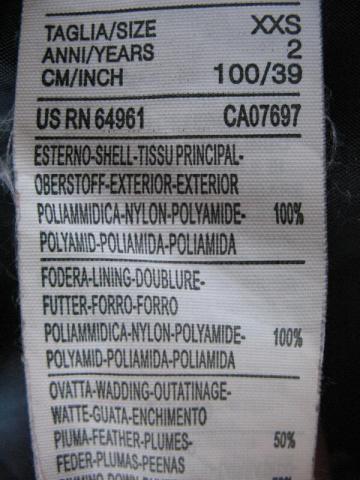 TAGLIA/SIZE XXS
ANNI/YEARS 2
CM/INCH 100/39
US RN 64961 CA07697
ESTERNO-SHELL-TISSU PRINCIPAL-
OBERSTOFF-EXTERIOR-EXTERIOR
POLIAMMIDICA-NYLON-POLYAMIDE- 100%
POLYAMID-POLIAMIDA-POLIAMIDA
FODERA-LINING-DOUBLURE-
FUTTER-FORRO-FORRO
POLIAMMIDICA-NYLON-POLYAMIDE- 100%
POLYAMID-POLIAMIDA-POLIAMIDA
OVATTA-WADDING-OUTATINAGE-
WATTE-GUATA-ENCHIMENTO
PIUMA-FEATHER-PLUMES- 50%
FEDER-PLUMAS-PEENAS